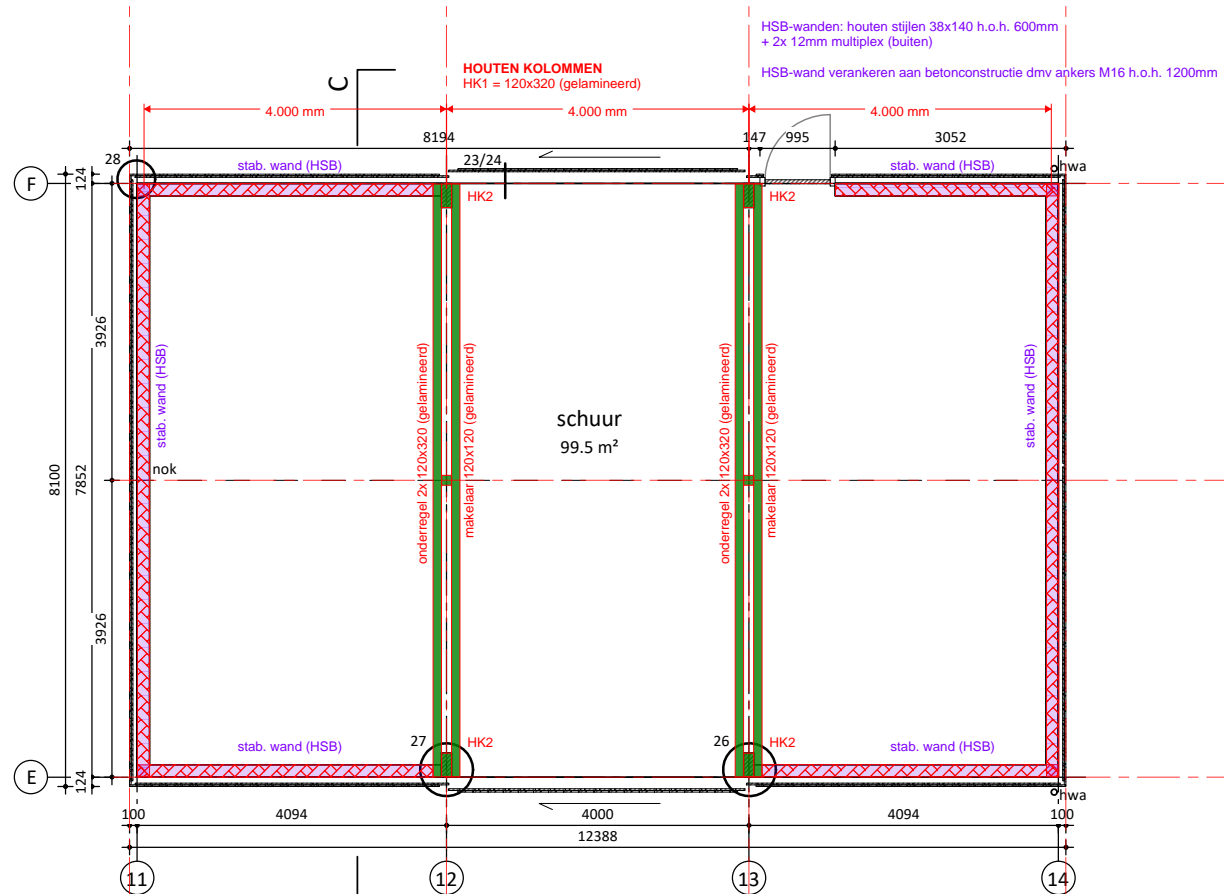 HSB-wanden: houten stijlen 38x140 h.o.h. 600mm
+ 2x 12mm multiplex (buiten)
HSB-wand verankeren aan betonconstructie dmv ankers M16 h.o.h. 1200mm
HOUTEN KOLOMMEN
HK1 = 120x320 (gelamineerd)
C
4.000 mm
4.000 mm
4.000 mm
8194
147
995
3052
28
stab. wand (HSB)
23/24
stab. wand (HSB)
hwa
F
124
HK2
HK2
3926
stab. wand (HSB)
onderregel 2x 120x320 (gelamineerd)
makelaar 120x120 (gelamineerd)
onderregel 2x 120x320 (gelamineerd)
makelaar 120x120 (gelamineerd)
stab. wand (HSB)
schuur
99.5 m²
nok
8100
7852
3926
stab. wand (HSB)
27
HK2
26
HK2
stab. wand (HSB)
E
124
hwa
100
4094
4000
4094
100
12388
11
12
13
14